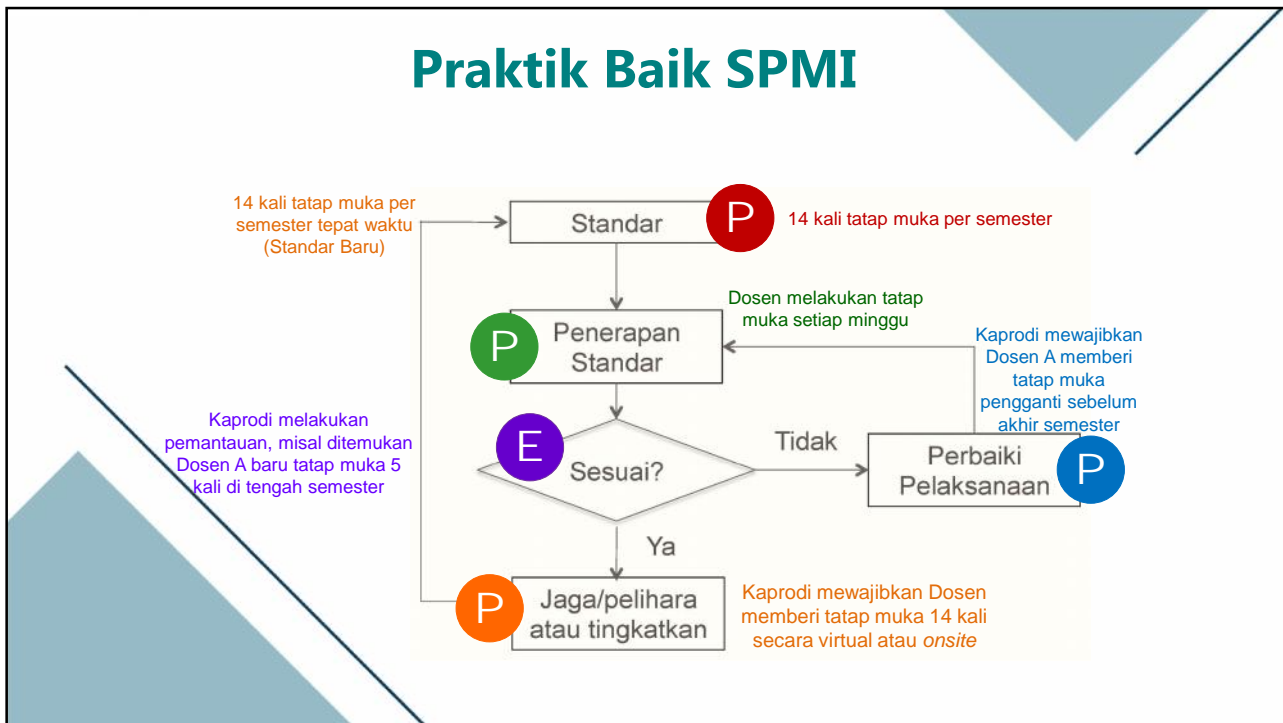 Praktik Baik SPMI
14 kali tatap muka per
semester tepat waktu
(Standar Baru)
Standar
P
14 kali tatap muka per semester
Dosen melakukan tatap
muka setiap minggu
P
Penerapan
Standar
Kaprodi mewajibkan
Dosen A memberi
tatap muka
pengganti sebelum
akhir semester
Kaprodi melakukan
pemantauan, misal ditemukan
Dosen A baru tatap muka 5
kali di tengah semester
E
Sesuai?
Tidak
Perbaiki
Pelaksanaan
P
Ya
P
Jaga/pelihara
atau tingkatkan
Kaprodi mewajibkan Dosen
memberi tatap muka 14 kali
secara virtual atau onsite